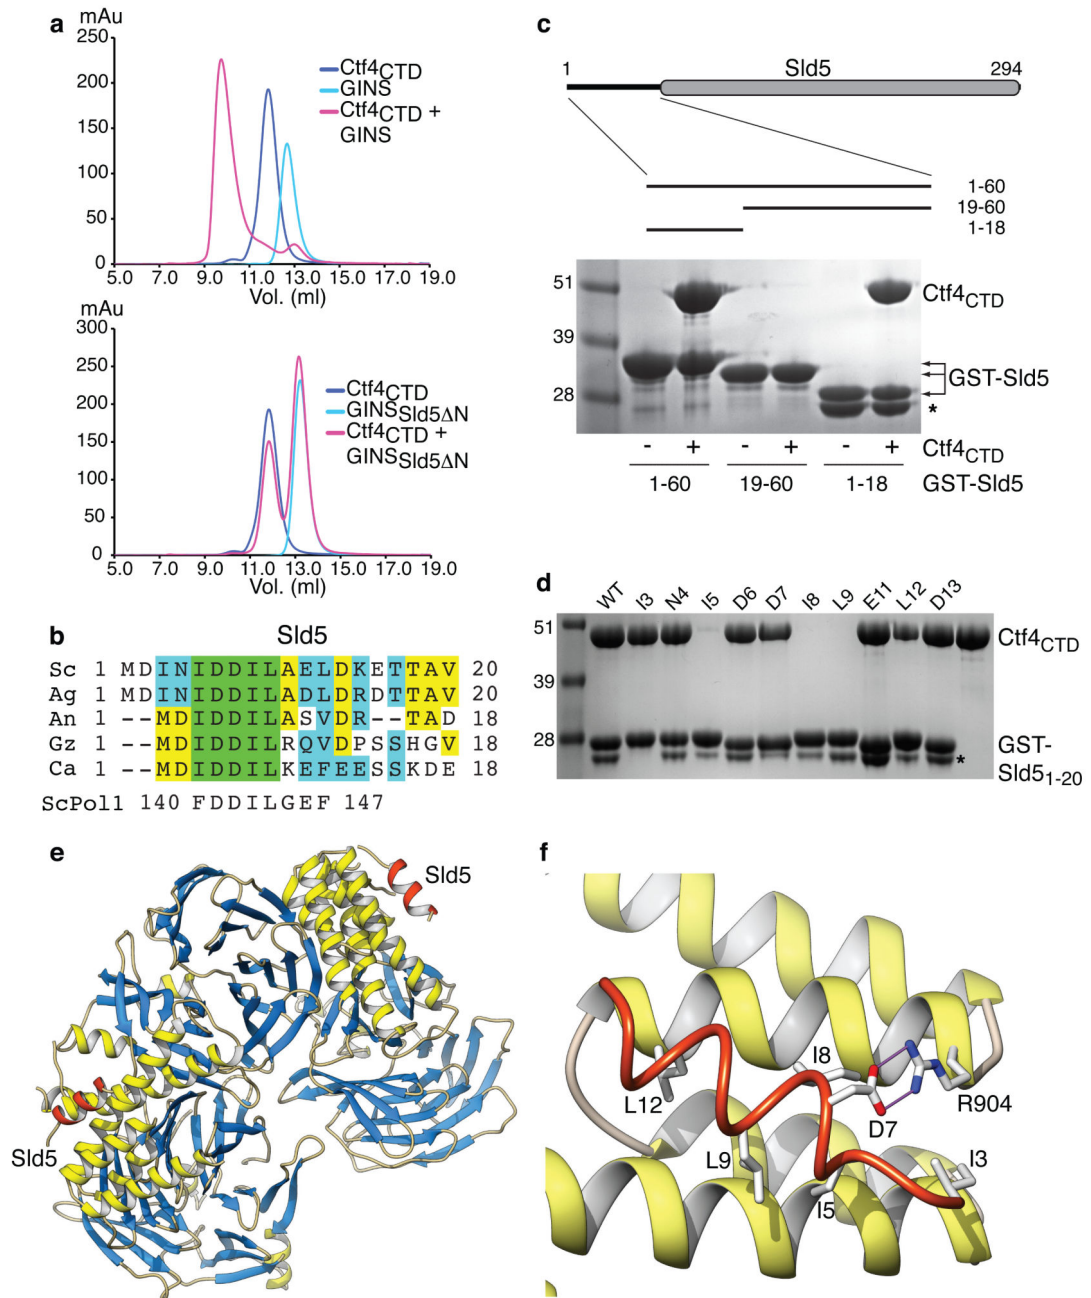 a
mAu
250
200
150
100
50
0
5.0 7.0 9.0 11.0 13.0 15.0 17.0 19.0
Vol. (ml)
Ctf4CTD
GINS
Ctf4CTD +
GINS
mAu
300
250
200
150
100
50
0
5.0 7.0 9.0 11.0 13.0 15.0 17.0 19.0
Vol. (ml)
Ctf4CTD
GINSSld5ΔN
Ctf4CTD +
GINSSld5ΔN
b
Sld5
Sc 1 MDINIDDILAELDKETTAV 20
Ag 1 MDINIDDILADLRDTTAV 20
An 1 --MDIDDILASVDR--TAD 18
Gz 1 --MDIDDILRQVDPSSHGV 18
Ca 1 --MDIDDILKEFEESSKDE 18
ScPol1 140 FDDILGEF 147
c
1 Sld5 294
1-60
19-60
1-18
51
39
28
Ctf4CTD
GST-Sld5
*
- + - + - + Ctf4CTD
1-60 19-60 1-18 GST-Sld5
d
WT I3 N4 I5 D6 D7 I8 L9 E11 L12 D13
51
39
28
Ctf4CTD
GST-
Sld51-20
*
e
Sld5
Sld5
f
I8
L12
R904
D7
L9
I3
I5